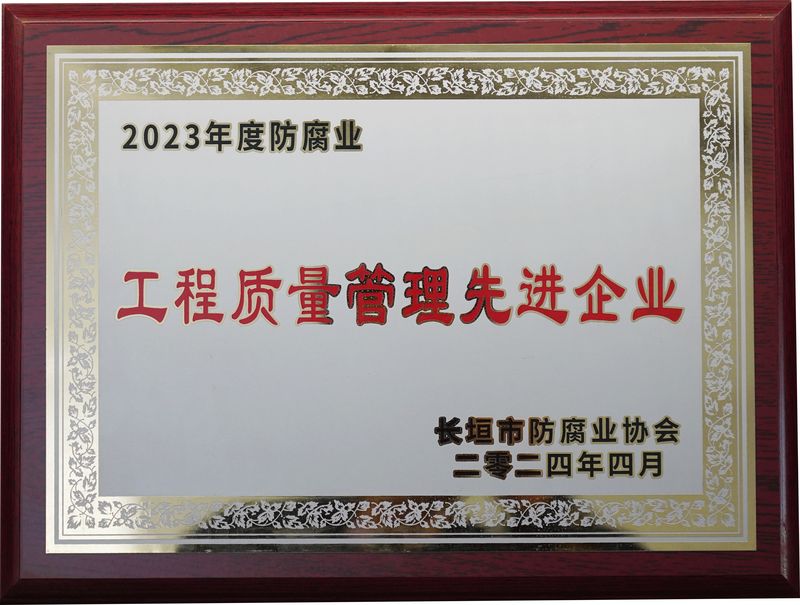 2023年度防腐业
工程质量管理先进企业
长垣市防腐业协会
二零二四年四月